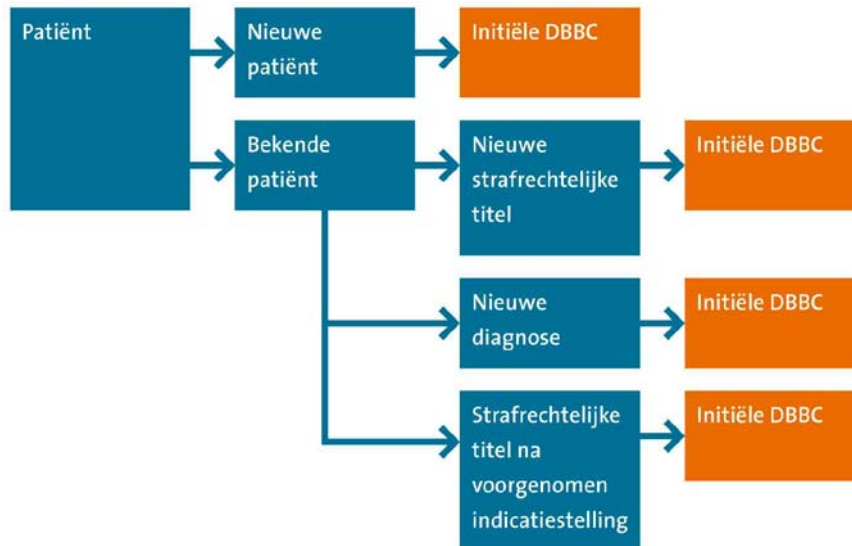 Patiënt
Nieuwe
patiënt
Initiële DBBC
Bekende
patiënt
Nieuwe
strafrechtelijke
titel
Initiële DBBC
Nieuwe
diagnose
Initiële DBBC
Strafrechtelijke
titel na
voorgenomen
indicatiestelling
Initiële DBBC